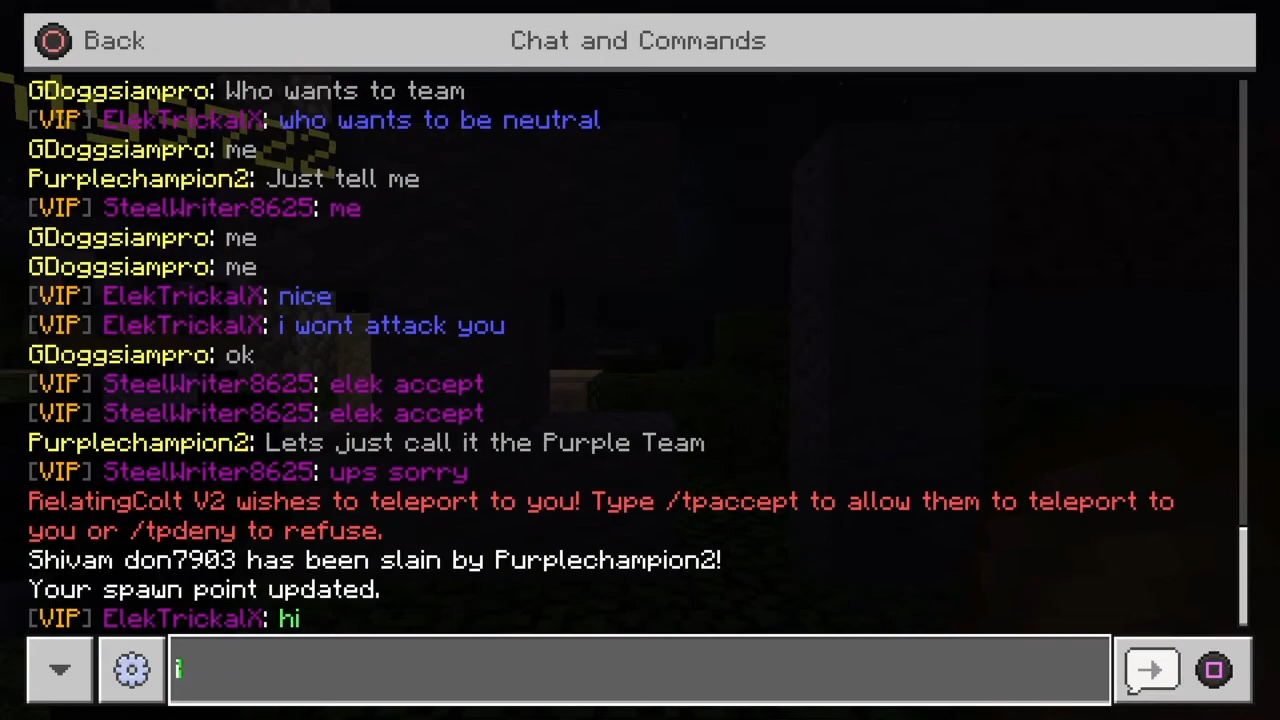 Back
Chat and Commands
GDoggsiampro: Who wants to team
[VIP] ElekTrickalX: who wants to be neutral
GDoggsiampro: me
Purplechampion2: Just tell me
[VIP] SteelWriter8625: me
GDoggsiampro: me
GDoggsiampro: me
[VIP] ElekTrickalX: nice
[VIP] ElekTrickalX: i wont attack you
GDoggsiampro: ok
[VIP] SteelWriter8625: elek accept
[VIP] SteelWriter8625: elek accept
Purplechampion2: Lets just call it the Purple Team
[VIP] SteelWriter8625: ups sorry
RelatingColt V2 wishes to teleport to you! Type /tpaccept to allow them to teleport to
you or /tpdeny to refuse.
Shivam don7903 has been slain by Purplechampion2!
Your spawn point updated.
[VIP] ElekTrickalX: hi
i